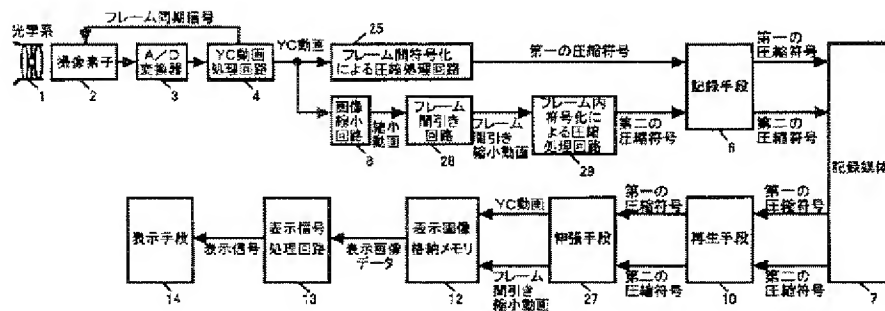 フレーム同期信号
光学系
撮像素子
A/D
変換器
YC動画
処理回路
YC動画
25
フレーム間符号化
による圧縮処理回路
第一の圧縮符号
記録手段
第一の
圧縮符号
1
2
3
4
画像
縮小
回路
縮小
動画
フレーム
間引き
回路
フレーム
間引き
縮小動画
フレーム内
符号化に
よる圧縮
処理回路
第二の
圧縮符号
第二の
圧縮符号
8
28
29
6
記録媒体
表示手段
表示信号
表示信号
処理回路
表示画像
データ
表示画像
格納メモリ
YC動画
フレーム
間引き
縮小動画
伸張手段
第一の
圧縮符号
第二の
圧縮符号
再生手段
第一の
圧縮符号
第二の
圧縮符号
14
13
12
27
10
7